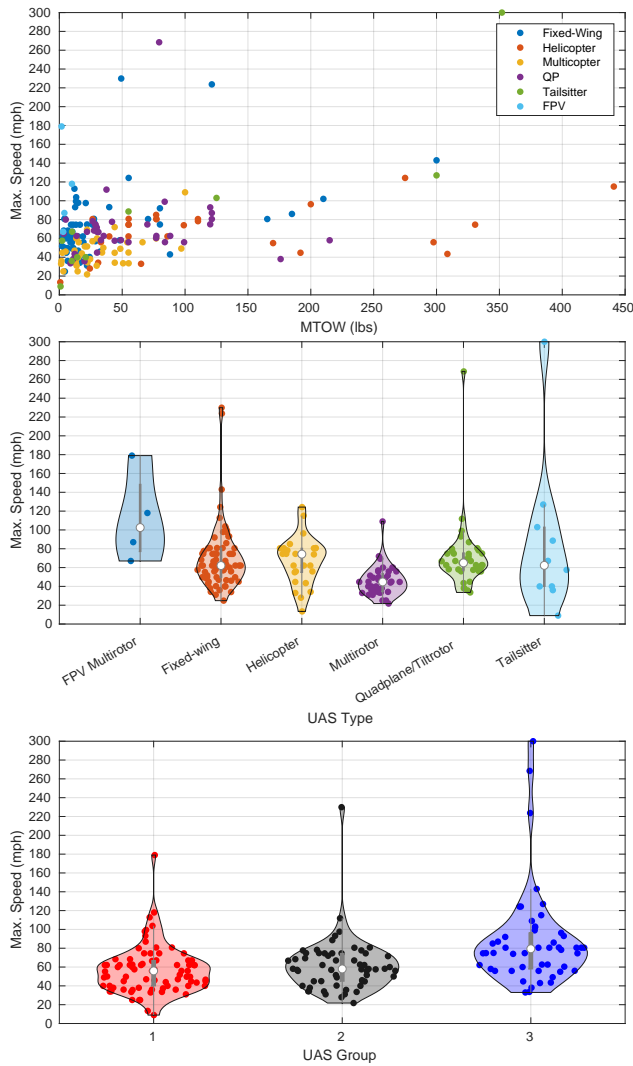 300
280
260
240
220
200
180
160
140
120
100
80
60
40
20
0
Max. Speed (mph)
Fixed-Wing
Helicopter
Multicopter
QP
Tailsitter
FPV
0 50 100 150 200 250 300 350 400 450
MTOW (lbs)
300
280
260
240
220
200
180
160
140
120
100
80
60
40
20
0
Max. Speed (mph)
FPV Multirotor
Fixed-wing
Helicopter
Multirotor
Quadplane/Tiltrotor
Tailsitter
UAS Type
300
280
260
240
220
200
180
160
140
120
100
80
60
40
20
0
Max. Speed (mph)
1 2 3
UAS Group